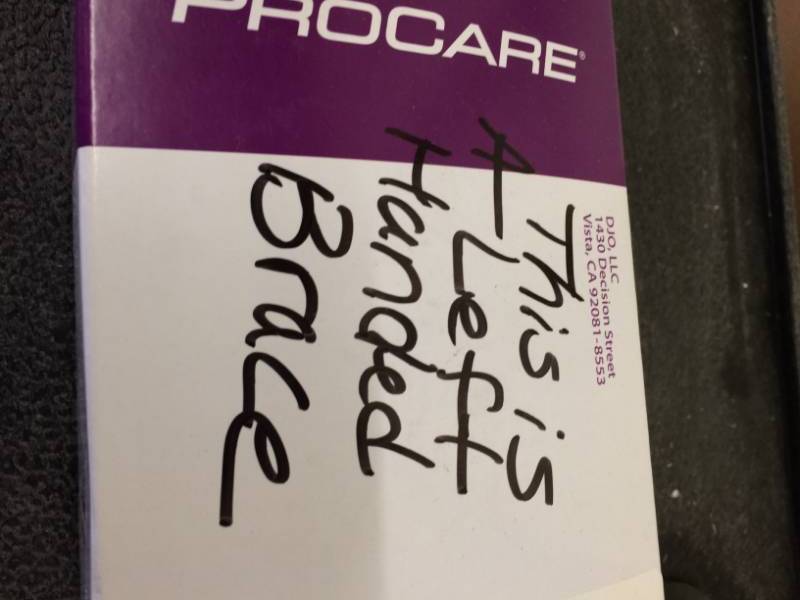 PROCARE®
DJO, LLC
1430 Decision Street
Vista, CA 92081-8553
This is
A Left
Handed
Brace